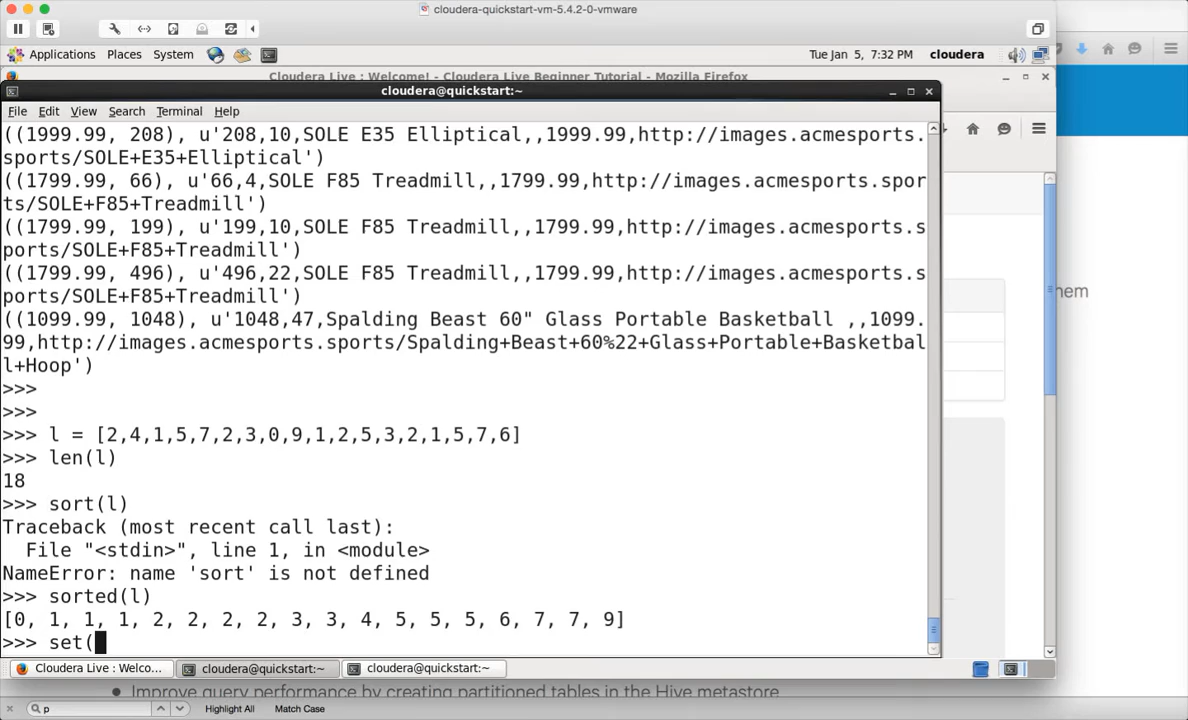 cloudera-quickstart-vm-5.4.2-0-vmware
Applications Places System Tue Jan 5, 7:32 PM cloudera
Cloudera Live : Welcome! - Cloudera Live Beginner Tutorial - Mozilla Firefox
cloudera@quickstart:~
File Edit View Search Terminal Help
((1999.99, 208), u'208,10,SOLE E35 Elliptical,,1999.99,http://images.acmesports.
sports/SOLE+E35+Elliptical')
((1799.99, 66), u'66,4,SOLE F85 Treadmill,,1799.99,http://images.acmesports.spor
ts/SOLE+F85+Treadmill')
((1799.99, 199), u'199,10,SOLE F85 Treadmill,,1799.99,http://images.acmesports.s
ports/SOLE+F85+Treadmill')
((1799.99, 496), u'496,22,SOLE F85 Treadmill,,1799.99,http://images.acmesports.s
ports/SOLE+F85+Treadmill')
hem
((1099.99, 1048), u'1048,47,Spalding Beast 60" Glass Portable Basketball ,,1099.
99,http://images.acmesports.sports/Spalding+Beast+60%22+Glass+Portable+Basketbal
l+Hoop')
>>>
>>>
>>> l = [2,4,1,5,7,2,3,0,9,1,2,5,3,2,1,5,7,6]
>>> len(l)
18
>>> sort(l)
Traceback (most recent call last):
File "<stdin>", line 1, in <module>
NameError: name 'sort' is not defined
>>> sorted(l)
[0, 1, 1, 1, 2, 2, 2, 2, 3, 3, 4, 5, 5, 5, 6, 7, 7, 9]
>>> set(
Cloudera Live : Welco... cloudera@quickstart:~ cloudera@quickstart:~
Improve query performance by creating partitioned tables in the Hive metastore
p Highlight All Match Case